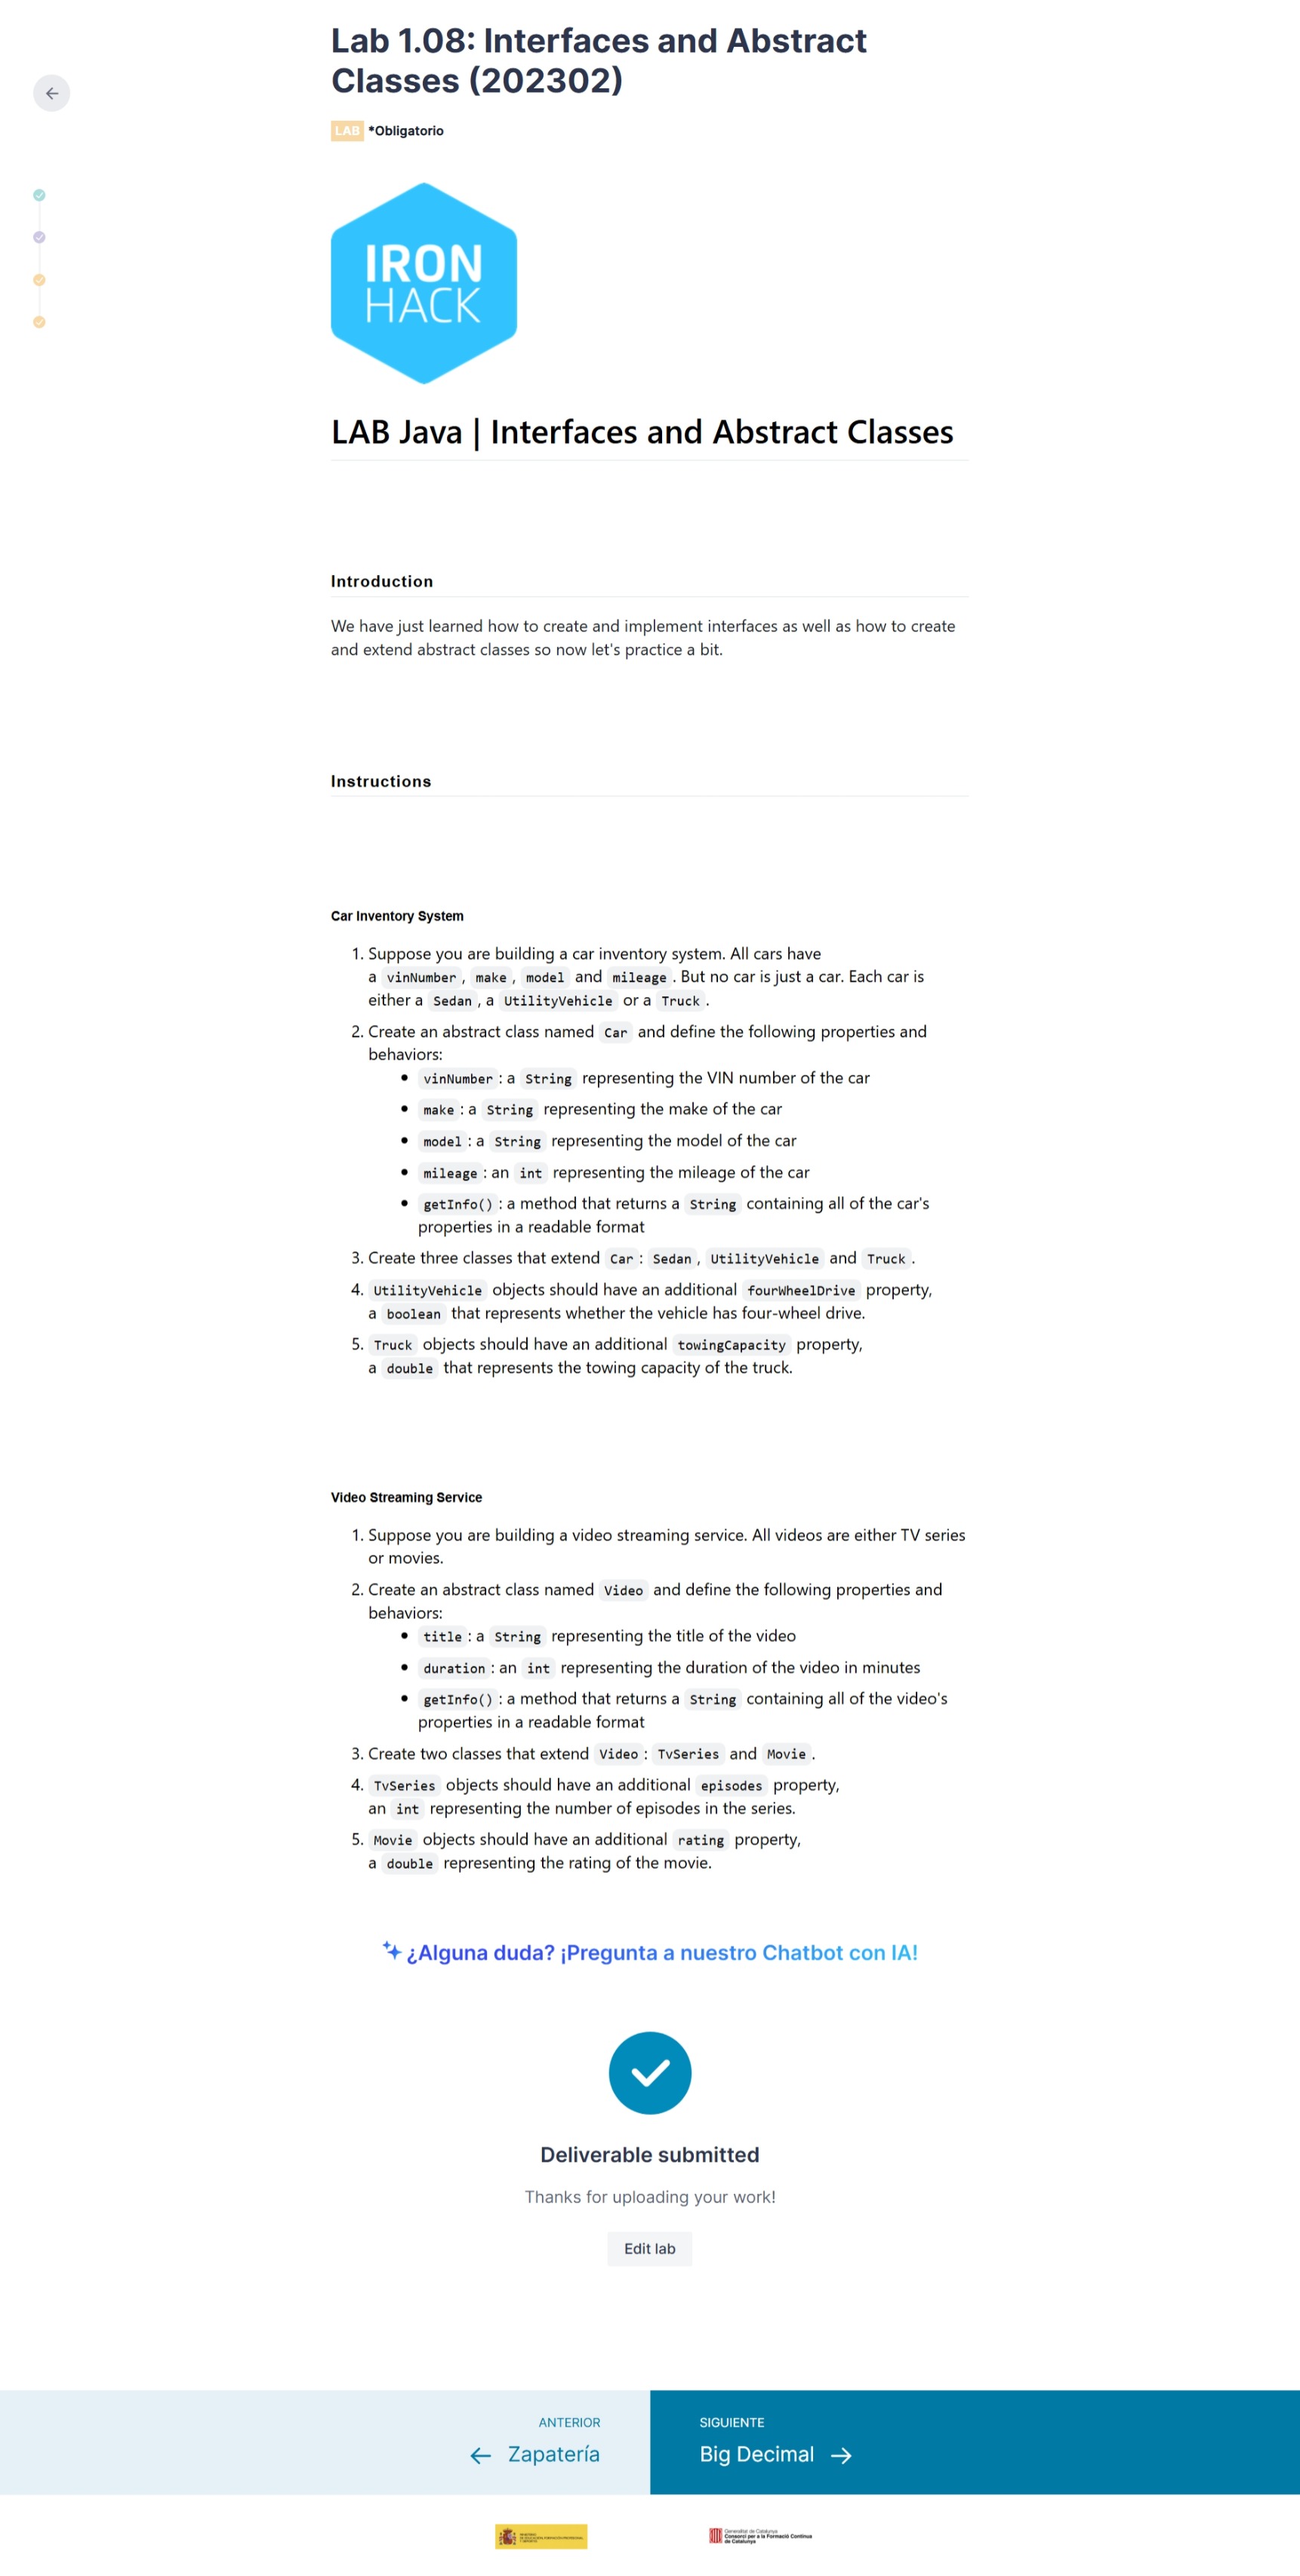 Lab 1.08: Interfaces and Abstract
Classes (202302)
LAB *Obligatorio
IRON
HACK
LAB Java | Interfaces and Abstract Classes
Introduction
We have just learned how to create and implement interfaces as well as how to create
and extend abstract classes so now let's practice a bit.
Instructions
Car Inventory System
1. Suppose you are building a car inventory system. All cars have
a vinNumber, make, model and mileage. But no car is just a car. Each car is
either a Sedan, a UtilityVehicle or a Truck.
2. Create an abstract class named Car and define the following properties and
behaviors:
• vinNumber: a String representing the VIN number of the car
• make: a String representing the make of the car
• model: a String representing the model of the car
• mileage: an int representing the mileage of the car
• getInfo(): a method that returns a String containing all of the car's
properties in a readable format
3. Create three classes that extend Car: Sedan, UtilityVehicle and Truck.
4. UtilityVehicle objects should have an additional fourWheelDrive property,
a boolean that represents whether the vehicle has four-wheel drive.
5. Truck objects should have an additional towingCapacity property,
a double that represents the towing capacity of the truck.
Video Streaming Service
1. Suppose you are building a video streaming service. All videos are either TV series
or movies.
2. Create an abstract class named Video and define the following properties and
behaviors:
• title: a String representing the title of the video
• duration: an int representing the duration of the video in minutes
• getInfo(): a method that returns a String containing all of the video's
properties in a readable format
3. Create two classes that extend Video: TvSeries and Movie.
4. TvSeries objects should have an additional episodes property,
an int representing the number of episodes in the series.
5. Movie objects should have an additional rating property,
a double representing the rating of the movie.
¿Alguna duda? ¡Pregunta a nuestro Chatbot con IA!
Deliverable submitted
Thanks for uploading your work!
Edit lab
ANTERIOR
← Zapatería
SIGUIENTE
Big Decimal →
Generalitat de Catalunya
Consorci per a la Formació Contínua
de Catalunya